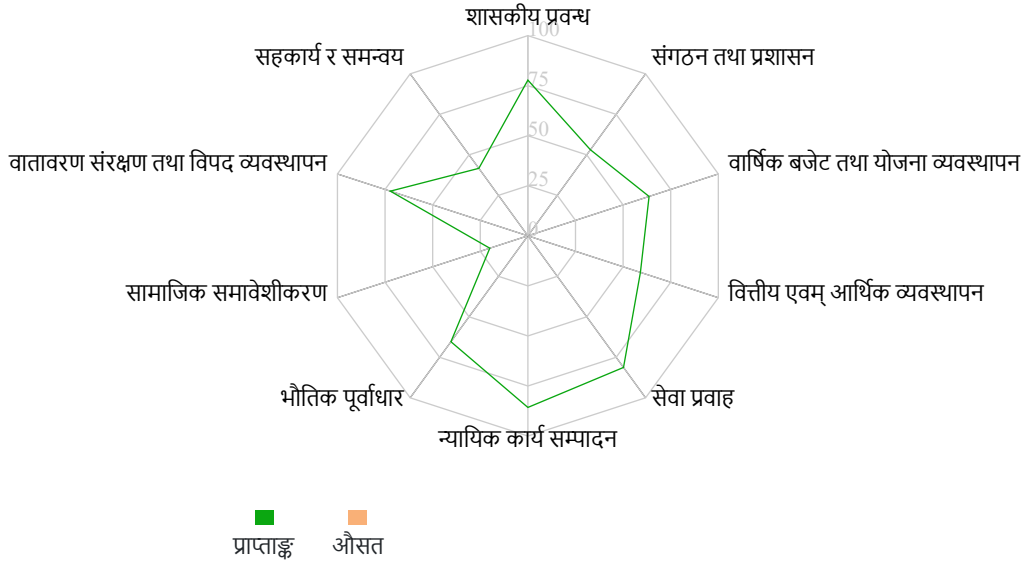 शासकीय प्रवन्ध
100
सहकार्य र समन्वय
संगठन तथा प्रशासन
75
50
वातावरण संरक्षण तथा विपद व्यवस्थापन
वार्षिक बजेट तथा योजना व्यवस्थापन
25
0
सामाजिक समावेशीकरण
वित्तीय एवम् आर्थिक व्यवस्थापन
भौतिक पूर्वाधार
सेवा प्रवाह
न्यायिक कार्य सम्पादन
प्राप्ताङ्क
औसत